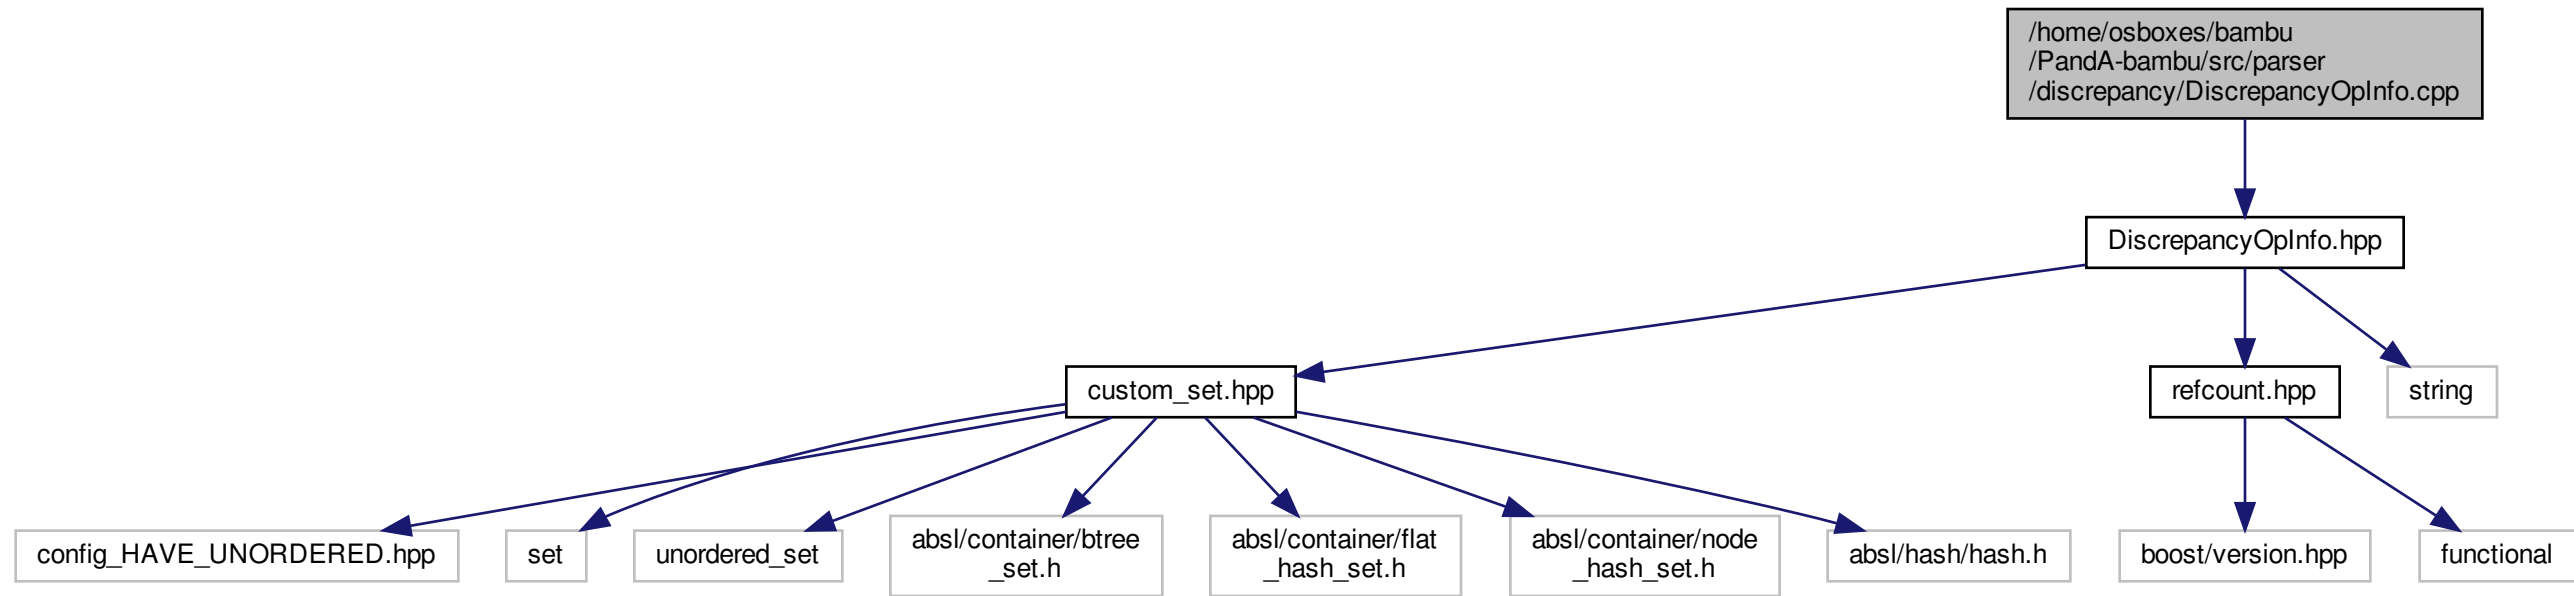 /home/osboxes/bambu
/PandA-bambu/src/parser
/discrepancy/DiscrepancyOpInfo.cpp
DiscrepancyOpInfo.hpp
custom_set.hpp
refcount.hpp
string
config_HAVE_UNORDERED.hpp
set
unordered_set
absl/container/btree
_set.h
absl/container/flat
_hash_set.h
absl/container/node
_hash_set.h
absl/hash/hash.h
boost/version.hpp
functional